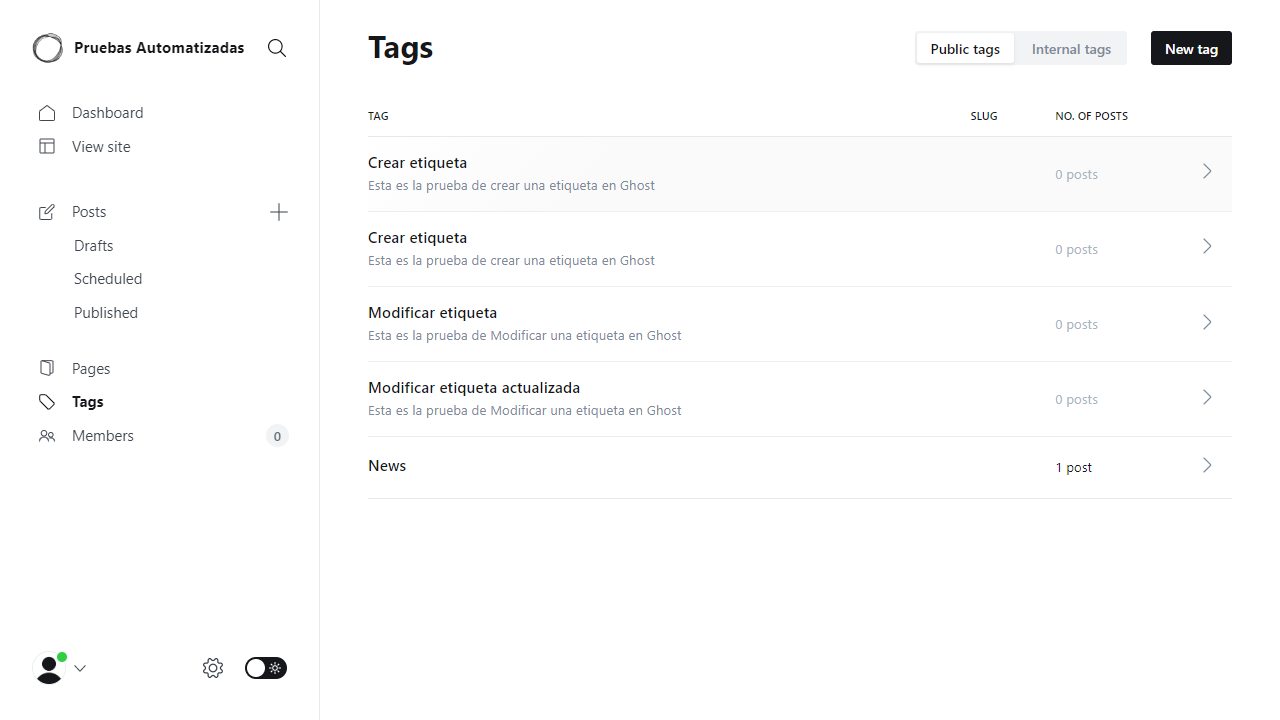 Pruebas Automatizadas
Dashboard
View site
Posts
Drafts
Scheduled
Published
Pages
Tags
Members 0
Tags
Public tags Internal tags New tag
TAG SLUG NO. OF POSTS
Crear etiqueta
Esta es la prueba de crear una etiqueta en Ghost
0 posts
Crear etiqueta
Esta es la prueba de crear una etiqueta en Ghost
0 posts
Modificar etiqueta
Esta es la prueba de Modificar una etiqueta en Ghost
0 posts
Modificar etiqueta actualizada
Esta es la prueba de Modificar una etiqueta en Ghost
0 posts
News
1 post